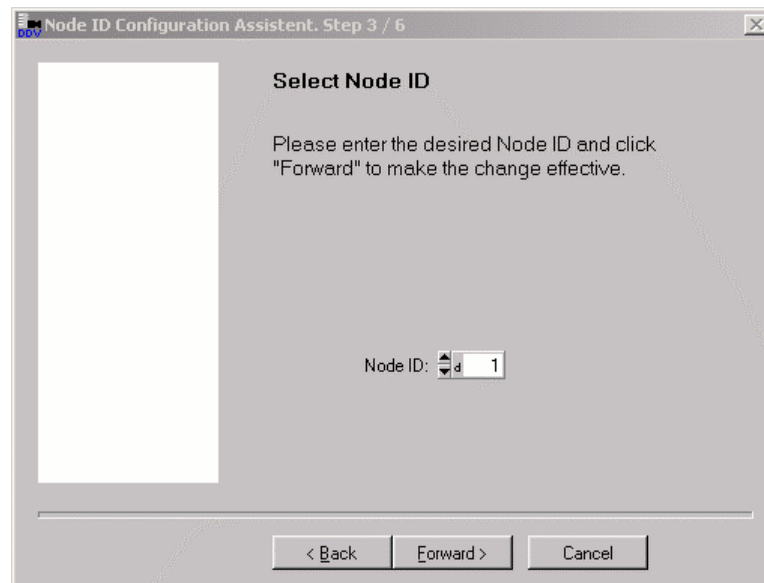 DDV
Node ID Configuration Assistent. Step 3 / 6
Select Node ID
Please enter the desired Node ID and click
"Forward" to make the change effective.
Node ID: d 1
< Back Forward > Cancel